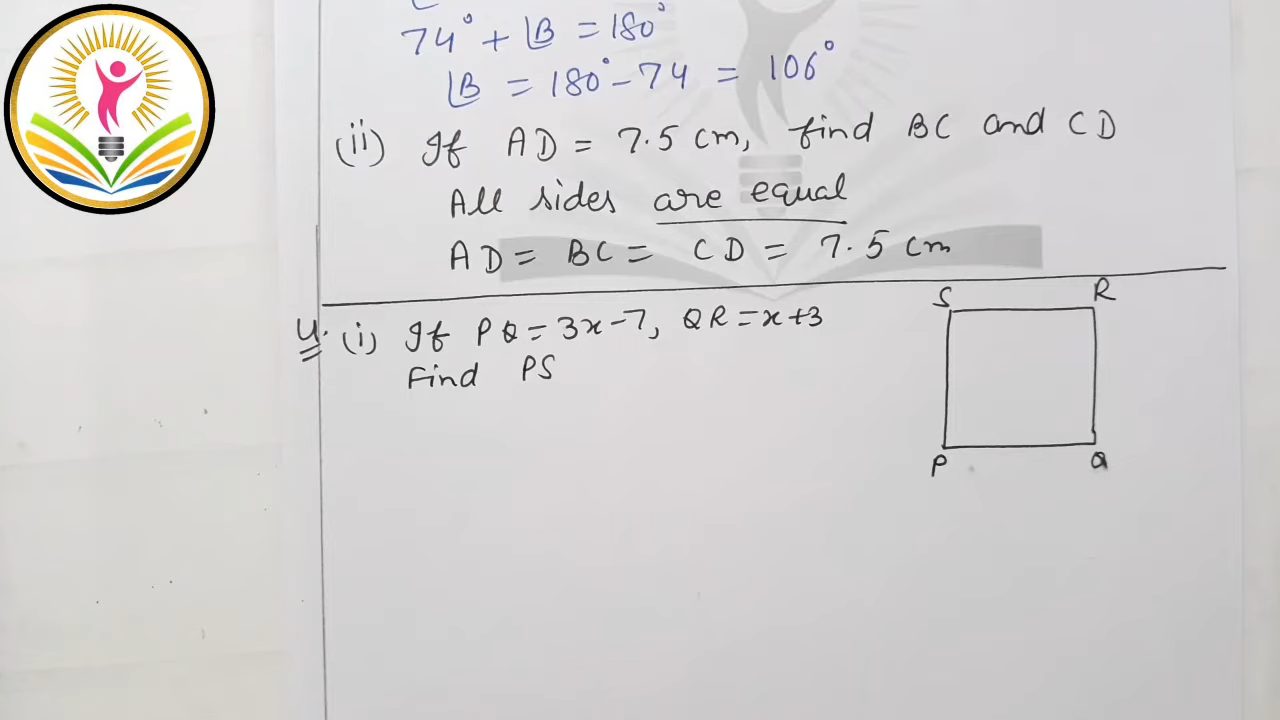 74° + ∠B = 180°
∠B = 180° - 74 = 106°
(ii) If AD = 7.5 cm, find BC and CD
All sides are equal
AD = BC = CD = 7.5 cm
4. (i) If PQ = 3x - 7, QR = x + 3
Find PS
S R
P Q